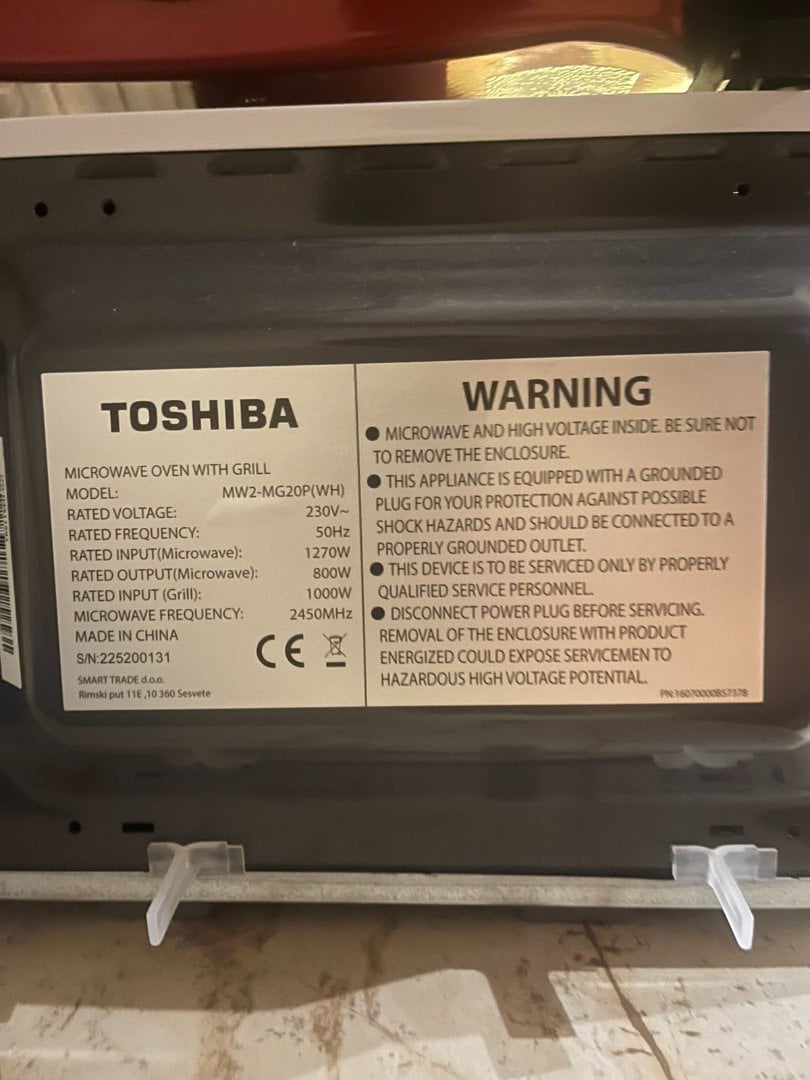 TOSHIBA
MICROWAVE OVEN WITH GRILL
MODEL: MW2-MG20P(WH)
RATED VOLTAGE: 230V~
RATED FREQUENCY: 50Hz
RATED INPUT(Microwave): 1270W
RATED OUTPUT(Microwave): 800W
RATED INPUT (Grill): 1000W
MICROWAVE FREQUENCY: 2450MHz
MADE IN CHINA
S/N:225200131
CE
SMART TRADE d.o.o.
Rimski put 11E ,10 360 Sesvete
WARNING
● MICROWAVE AND HIGH VOLTAGE INSIDE. BE SURE NOT
TO REMOVE THE ENCLOSURE.
● THIS APPLIANCE IS EQUIPPED WITH A GROUNDED
PLUG FOR YOUR PROTECTION AGAINST POSSIBLE
SHOCK HAZARDS AND SHOULD BE CONNECTED TO A
PROPERLY GROUNDED OUTLET.
● THIS DEVICE IS TO BE SERVICED ONLY BY PROPERLY
QUALIFIED SERVICE PERSONNEL.
● DISCONNECT POWER PLUG BEFORE SERVICING.
REMOVAL OF THE ENCLOSURE WITH PRODUCT
ENERGIZED COULD EXPOSE SERVICEMEN TO
HAZARDOUS HIGH VOLTAGE POTENTIAL.